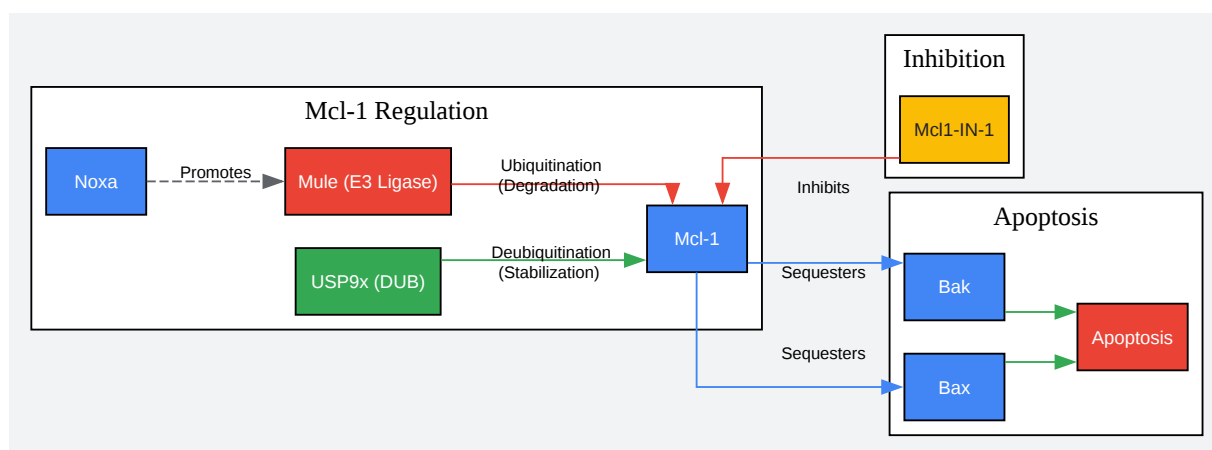 Inhibition
Mcl1-IN-1
Mcl-1 Regulation
Noxa
Promotes
Mule (E3 Ligase)
Ubiquitination
(Degradation)
Inhibits
USP9x (DUB)
Deubiquitination
(Stabilization)
Mcl-1
Sequesters
Sequesters
Apoptosis
Bak
Bax
Apoptosis